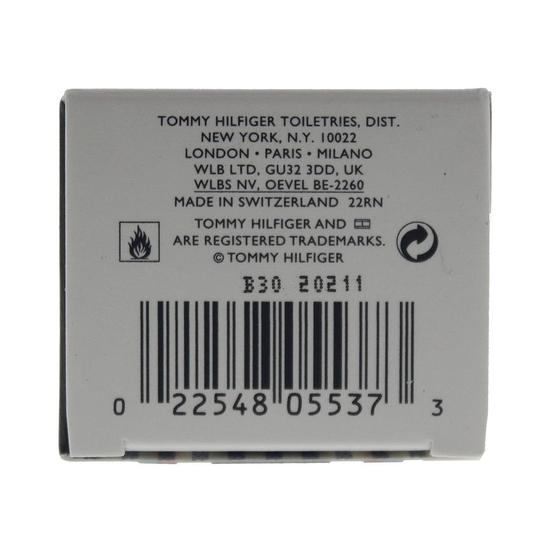 TOMMY HILFIGER TOILETRIES, DIST.
NEW YORK, N.Y. 10022
LONDON • PARIS • MILANO
WLB LTD, GU32 3DD, UK
WLBS NV, OEVEL BE-2260
MADE IN SWITZERLAND 22RN
TOMMY HILFIGER AND
ARE REGISTERED TRADEMARKS.
© TOMMY HILFIGER
B30 20211
0 22548 05537 3